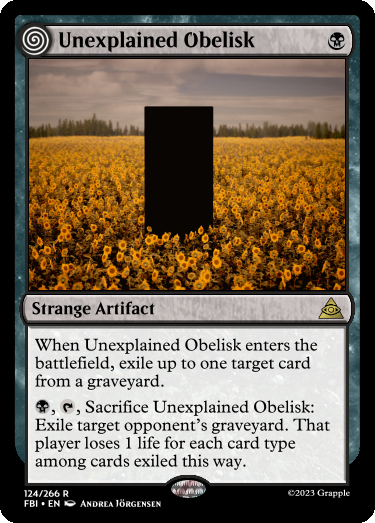 Unexplained Obelisk
Strange Artifact
When Unexplained Obelisk enters the
battlefield, exile up to one target card
from a graveyard.
, , Sacrifice Unexplained Obelisk:
Exile target opponent's graveyard. That
player loses 1 life for each card type
among cards exiled this way.
124/266 R
FBI • EN Andrea Jörgensen
©2023 Grapple